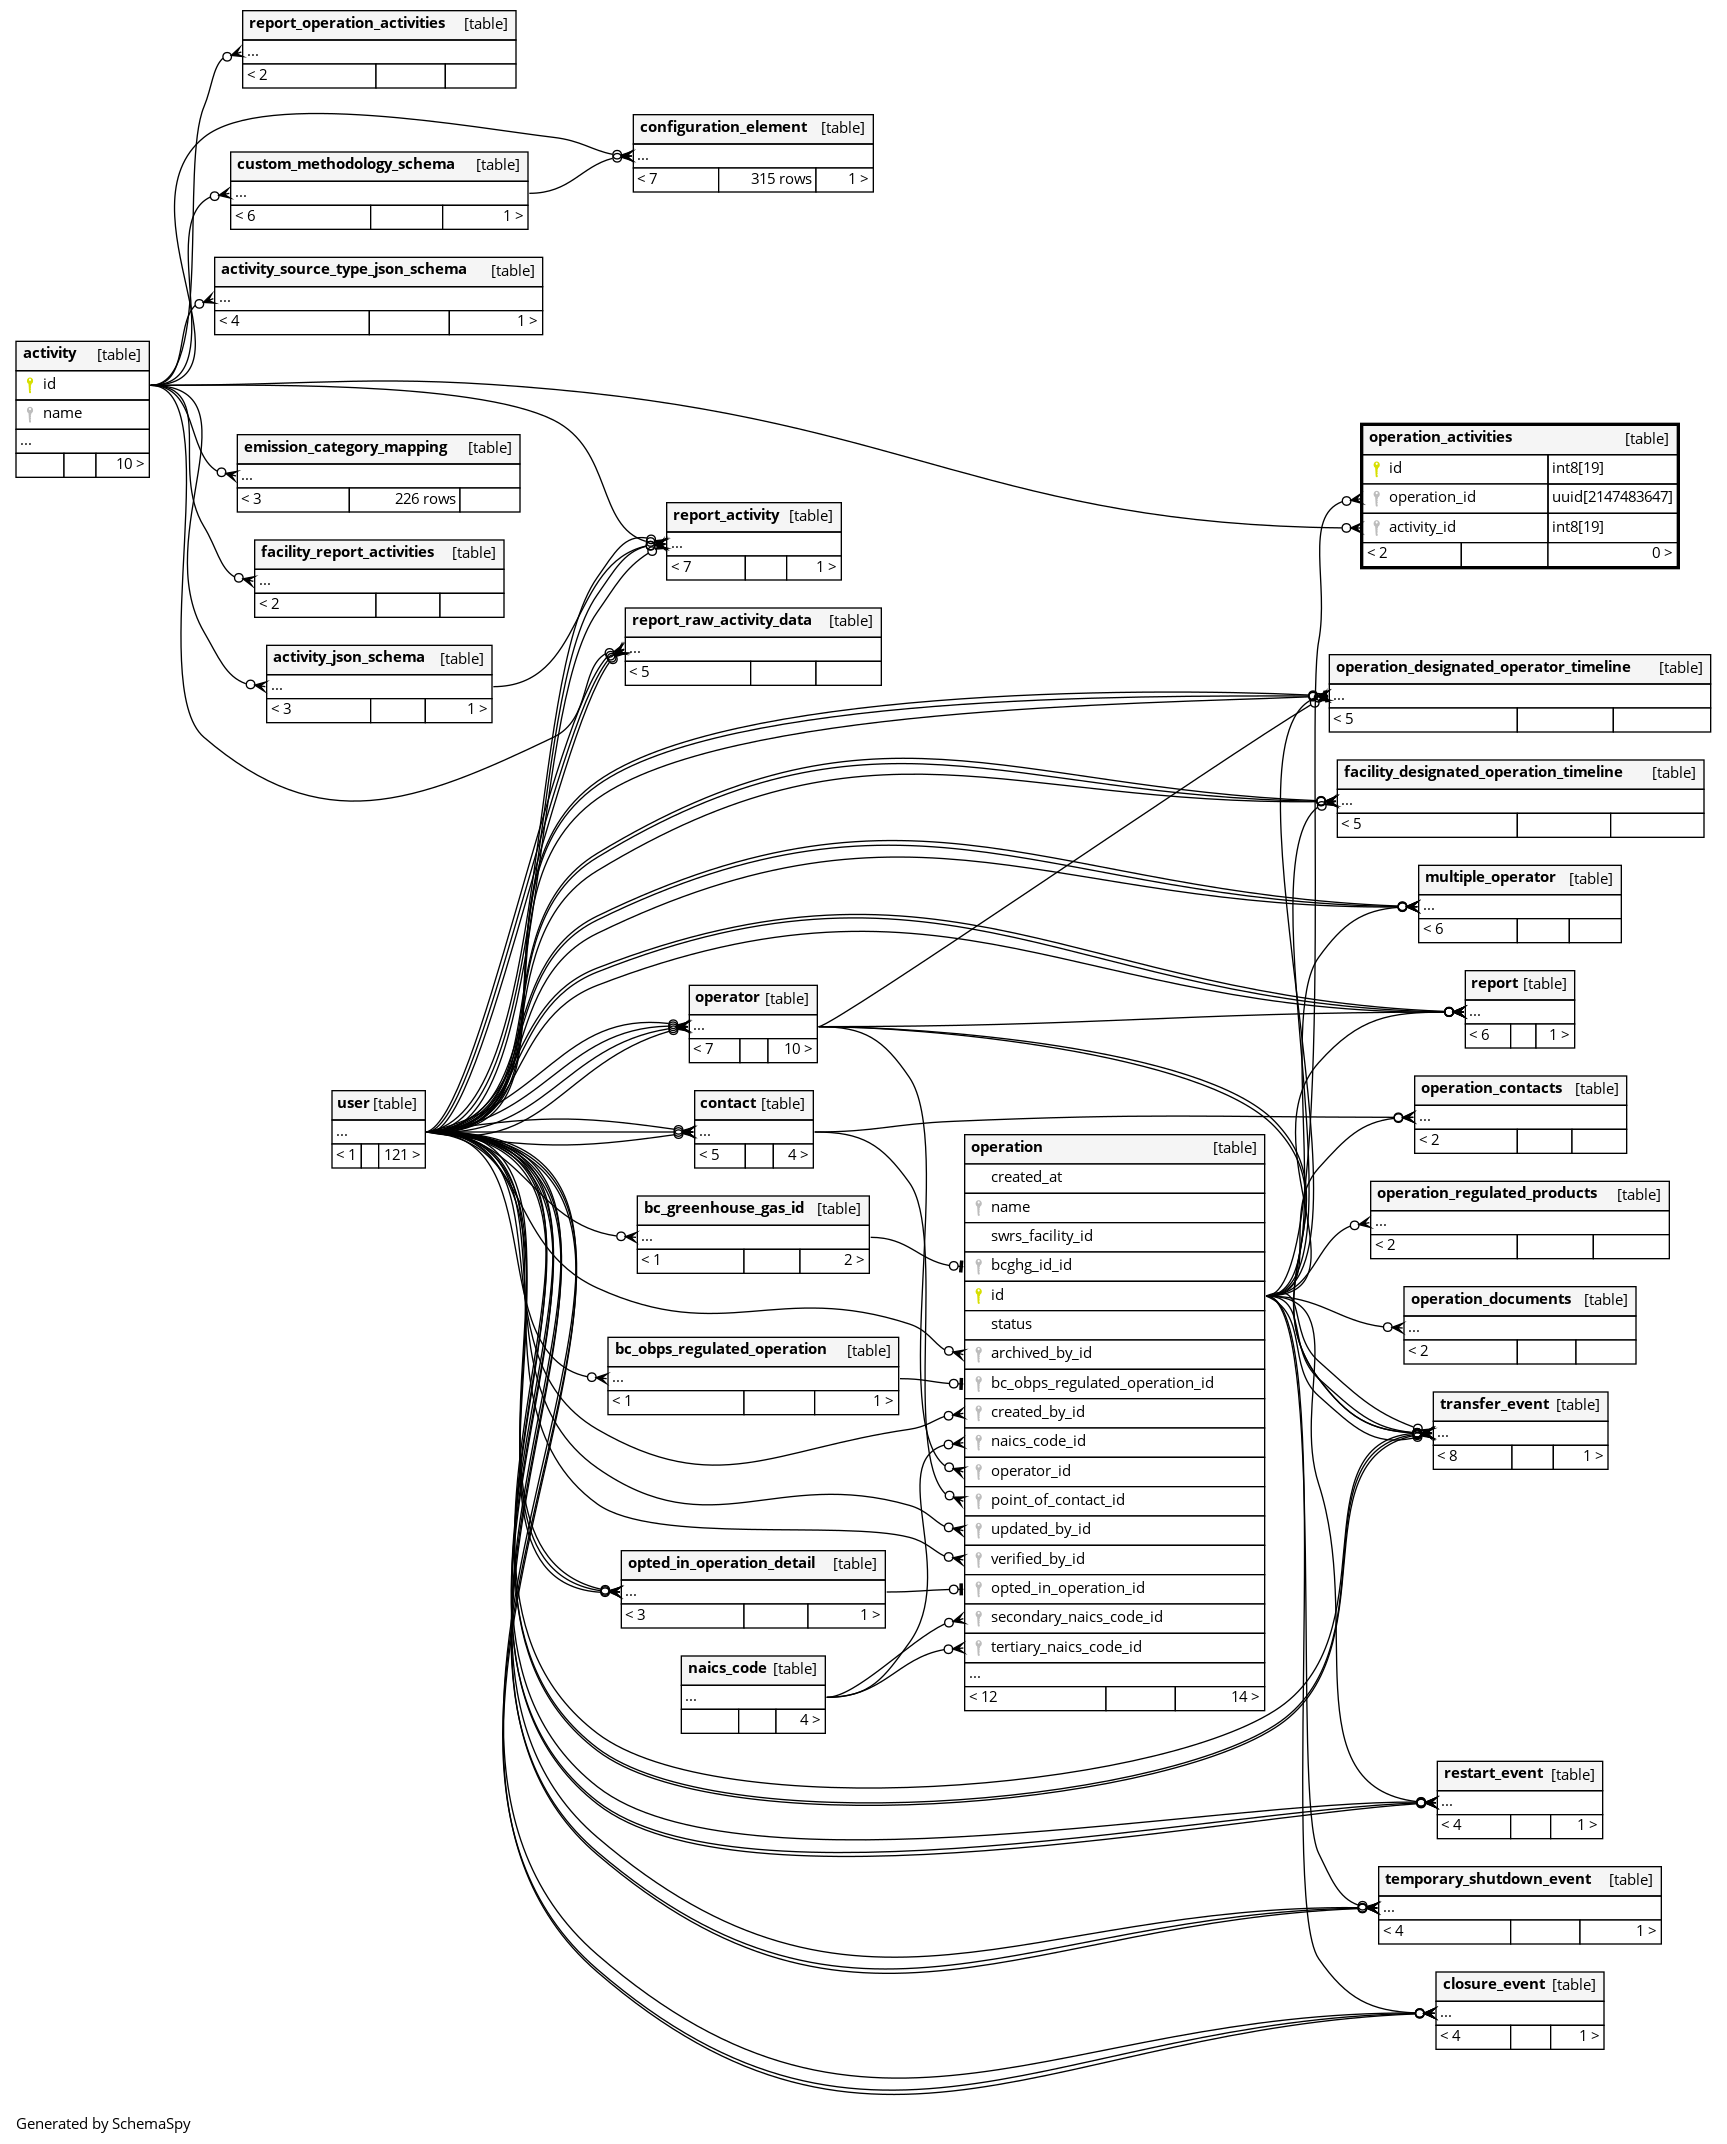 report_operation_activities [table]
...
< 2
configuration_element [table]
...
< 7 315 rows 1 >
custom_methodology_schema [table]
...
< 6 1 >
activity_source_type_json_schema [table]
...
< 4 1 >
activity [table]
id
name
...
10 >
emission_category_mapping [table]
...
< 3 226 rows
facility_report_activities [table]
...
< 2
activity_json_schema [table]
...
< 3 1 >
report_activity [table]
...
< 7 1 >
report_raw_activity_data [table]
...
< 5
operation_activities [table]
id int8[19]
operation_id uuid[2147483647]
activity_id int8[19]
< 2 0 >
operation_designated_operator_timeline [table]
...
< 5
facility_designated_operation_timeline [table]
...
< 5
multiple_operator [table]
...
< 6
report [table]
...
< 6 1 >
operator [table]
...
< 7 10 >
user [table]
...
< 1 121 >
contact [table]
...
< 5 4 >
operation_contacts [table]
...
< 2
operation [table]
created_at
name
swrs_facility_id
bcghg_id_id
id
status
archived_by_id
bc_obps_regulated_operation_id
created_by_id
naics_code_id
operator_id
point_of_contact_id
updated_by_id
verified_by_id
opted_in_operation_id
secondary_naics_code_id
tertiary_naics_code_id
...
< 12 14 >
bc_greenhouse_gas_id [table]
...
< 1 2 >
bc_obps_regulated_operation [table]
...
< 1 1 >
opted_in_operation_detail [table]
...
< 3 1 >
naics_code [table]
...
4 >
operation_regulated_products [table]
...
< 2
operation_documents [table]
...
< 2
transfer_event [table]
...
< 8 1 >
restart_event [table]
...
< 4 1 >
temporary_shutdown_event [table]
...
< 4 1 >
closure_event [table]
...
< 4 1 >
Generated by SchemaSpy